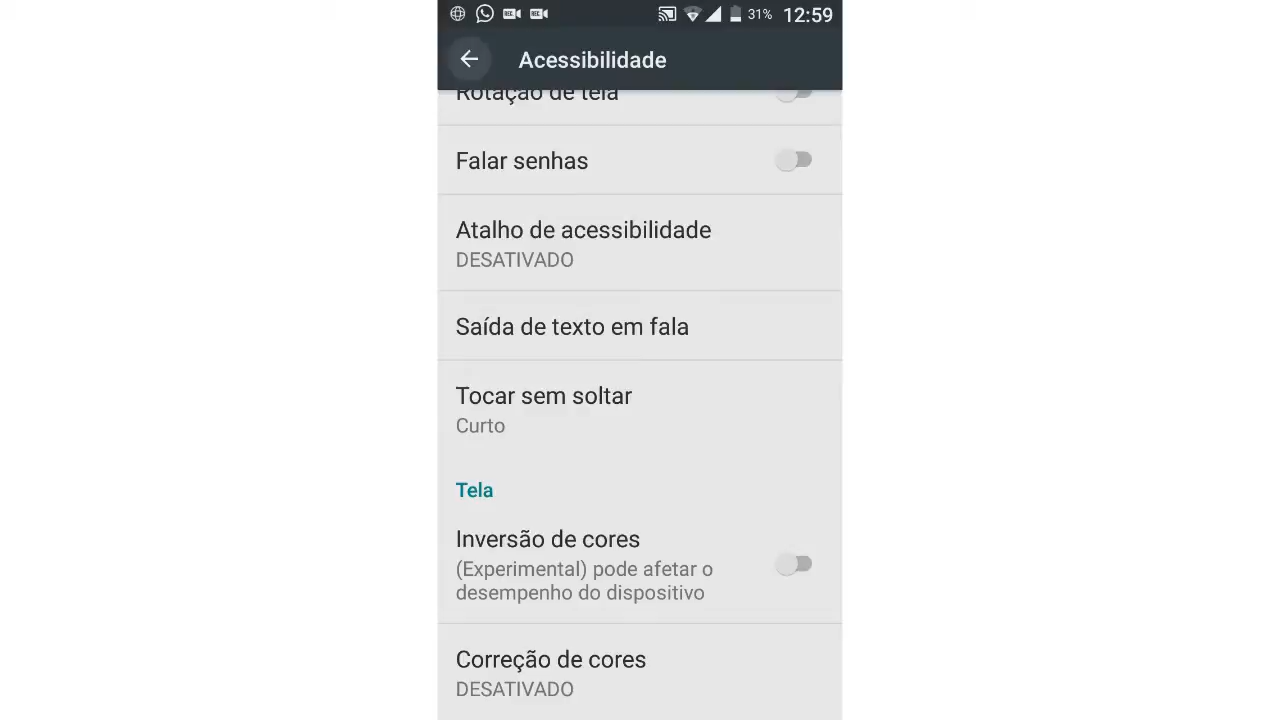 31% 12:59
Acessibilidade
Rotação de tela
Falar senhas
Atalho de acessibilidade
DESATIVADO
Saída de texto em fala
Tocar sem soltar
Curto
Tela
Inversão de cores
(Experimental) pode afetar o
desempenho do dispositivo
Correção de cores
DESATIVADO